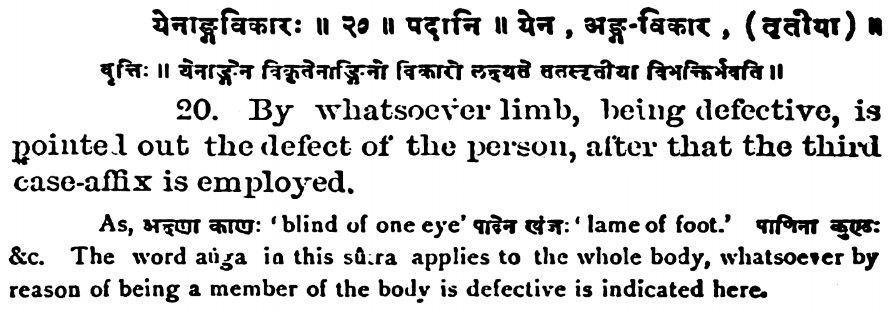 येनाङ्गविकारः ॥ २० ॥ पदानि ॥ येन , अङ्ग-विकार , (तृतीया) ॥
वृत्तिः ॥ येनाङ्गेन विकृतेनाङ्गिनो विकारो लक्ष्यते ततस्तृतीया विभक्तिर्भवति ॥
20. By whatsoever limb, being defective, is
pointed out the defect of the person, after that the third
case-affix is employed.
As, अक्ष्णा काणः 'blind of one eye' पादेन खंजः 'lame of foot.' पाणिना कुण्ठः
&c. The word aṅga in this sûtra applies to the whole body, whatsoever by
reason of being a member of the body is defective is indicated here.